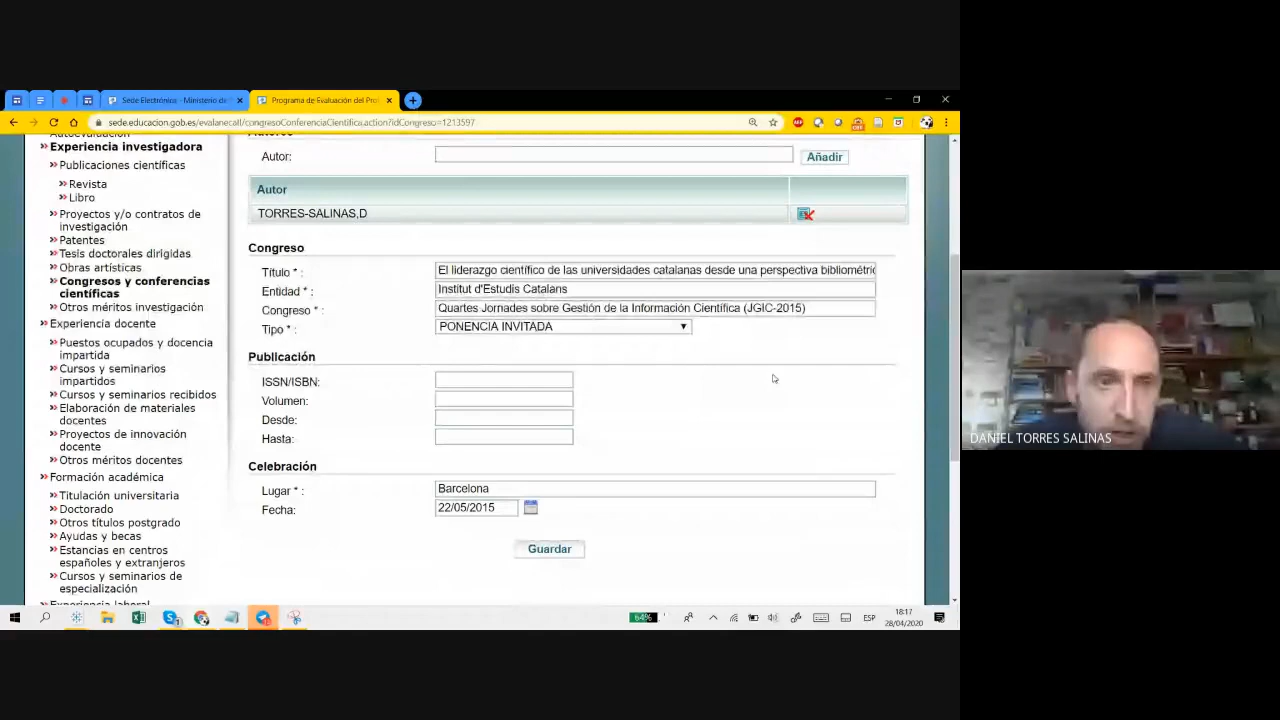 Sede Electrónica - Ministerio de
Programa de Evaluación del Pro
sede.educacion.gob.es/evalanecall/congresoConferenciaCientifica.action?idCongreso=1213597
Autoevaluación
Experiencia investigadora
Publicaciones científicas
Revista
Libro
Proyectos y/o contratos de
investigación
Patentes
Tesis doctorales dirigidas
Obras artísticas
Congresos y conferencias
científicas
Otros méritos investigación
Experiencia docente
Puestos ocupados y docencia
impartida
Cursos y seminarios
impartidos
Cursos y seminarios recibidos
Elaboración de materiales
docentes
Proyectos de innovación
docente
Otros méritos docentes
Formación académica
Titulación universitaria
Doctorado
Otros títulos postgrado
Ayudas y becas
Estancias en centros
españoles y extranjeros
Cursos y seminarios de
especialización
Experiencia laboral
Autores
Autor:
Añadir
Autor
TORRES-SALINAS,D
Congreso
Título * : El liderazgo científico de las universidades catalanas desde una perspectiva bibliométric
Entidad * : Institut d'Estudis Catalans
Congreso * : Quartes Jornades sobre Gestión de la Información Científica (JGIC-2015)
Tipo * : PONENCIA INVITADA
Publicación
ISSN/ISBN:
Volumen:
Desde:
Hasta:
Celebración
Lugar * : Barcelona
Fecha: 22/05/2015
Guardar
64%
ESP
18:17
28/04/2020
DANIEL TORRES SALINAS